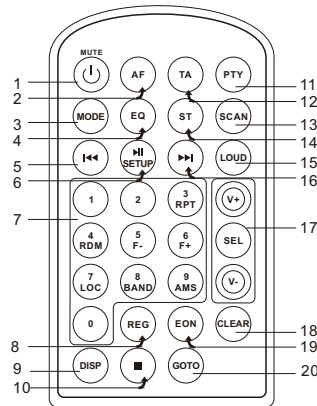 MUTE
AF TA PTY
1 11
2 12
MODE EQ ST SCAN
3 13
4 14
SETUP LOUD
5 15
6 16
1 2 3
RPT V+
7 17
4 5 6
RDM F- F+ SEL
7 8 9
LOC BAND AMS V-
0 REG EON CLEAR
8 18
19
DISP GOTO
9 20
10